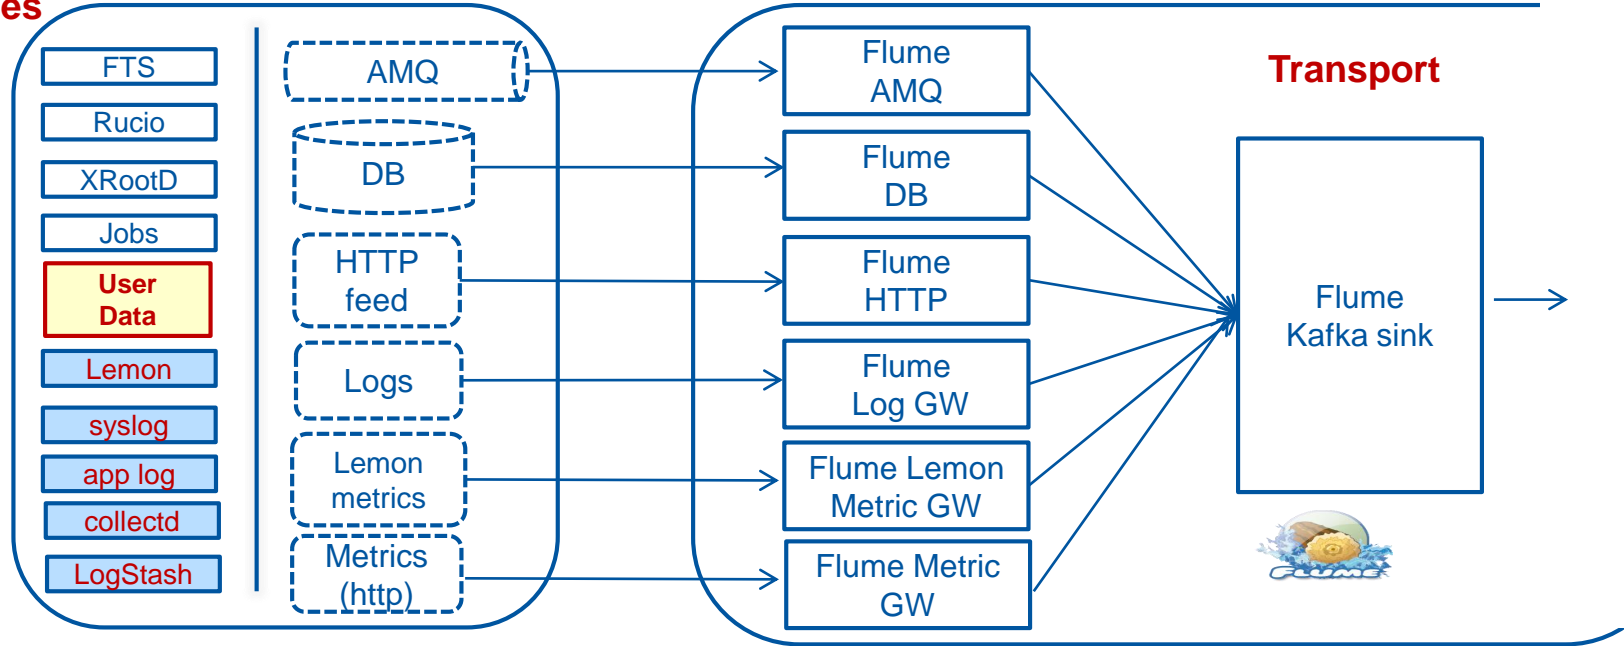 es
FTS
Rucio
XRootD
Jobs
User
Data
Lemon
syslog
app log
collectd
LogStash
AMQ
DB
HTTP
feed
Logs
Lemon
metrics
Metrics
(http)
Flume
AMQ
Flume
DB
Flume
HTTP
Flume
Log GW
Flume Lemon
Metric GW
Flume Metric
GW
Transport
Flume
Kafka sink
FLUME